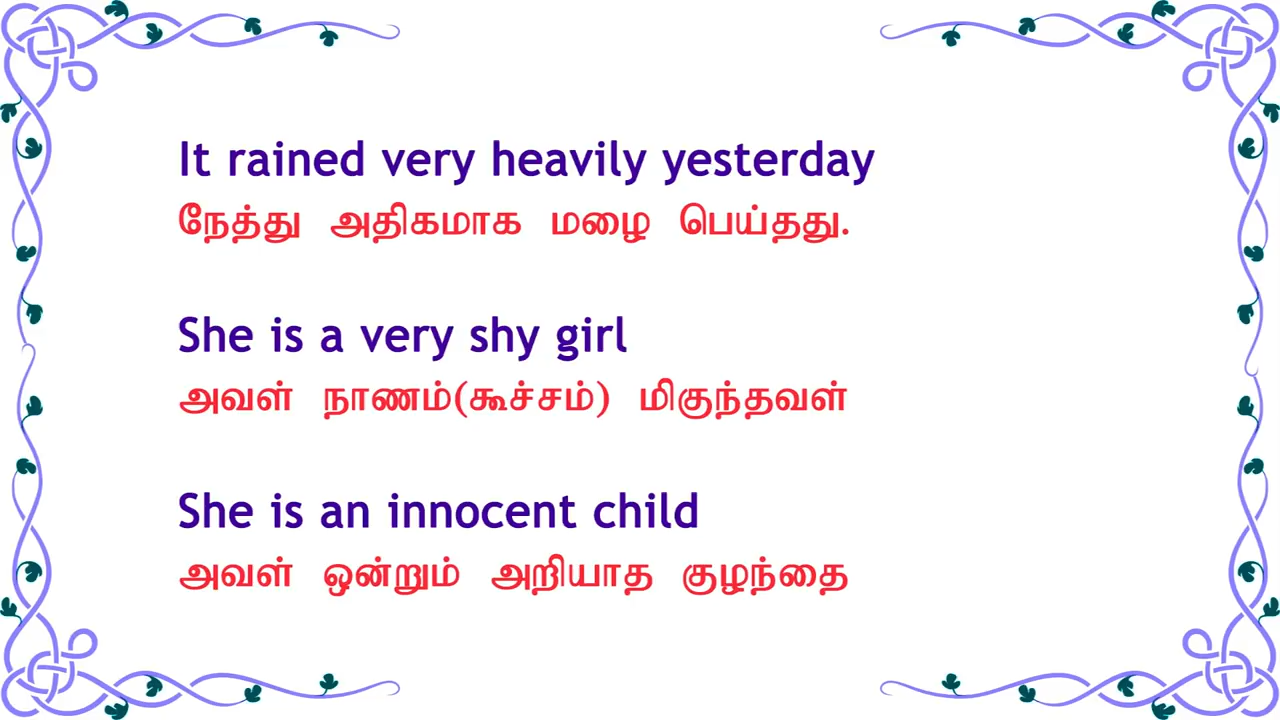 It rained very heavily yesterday
நேத்து அதிகமாக மழை பெய்தது.
She is a very shy girl
அவள் நாணம்(கூச்சம்) மிகுந்தவள்
She is an innocent child
அவள் ஒன்றும் அறியாத குழந்தை